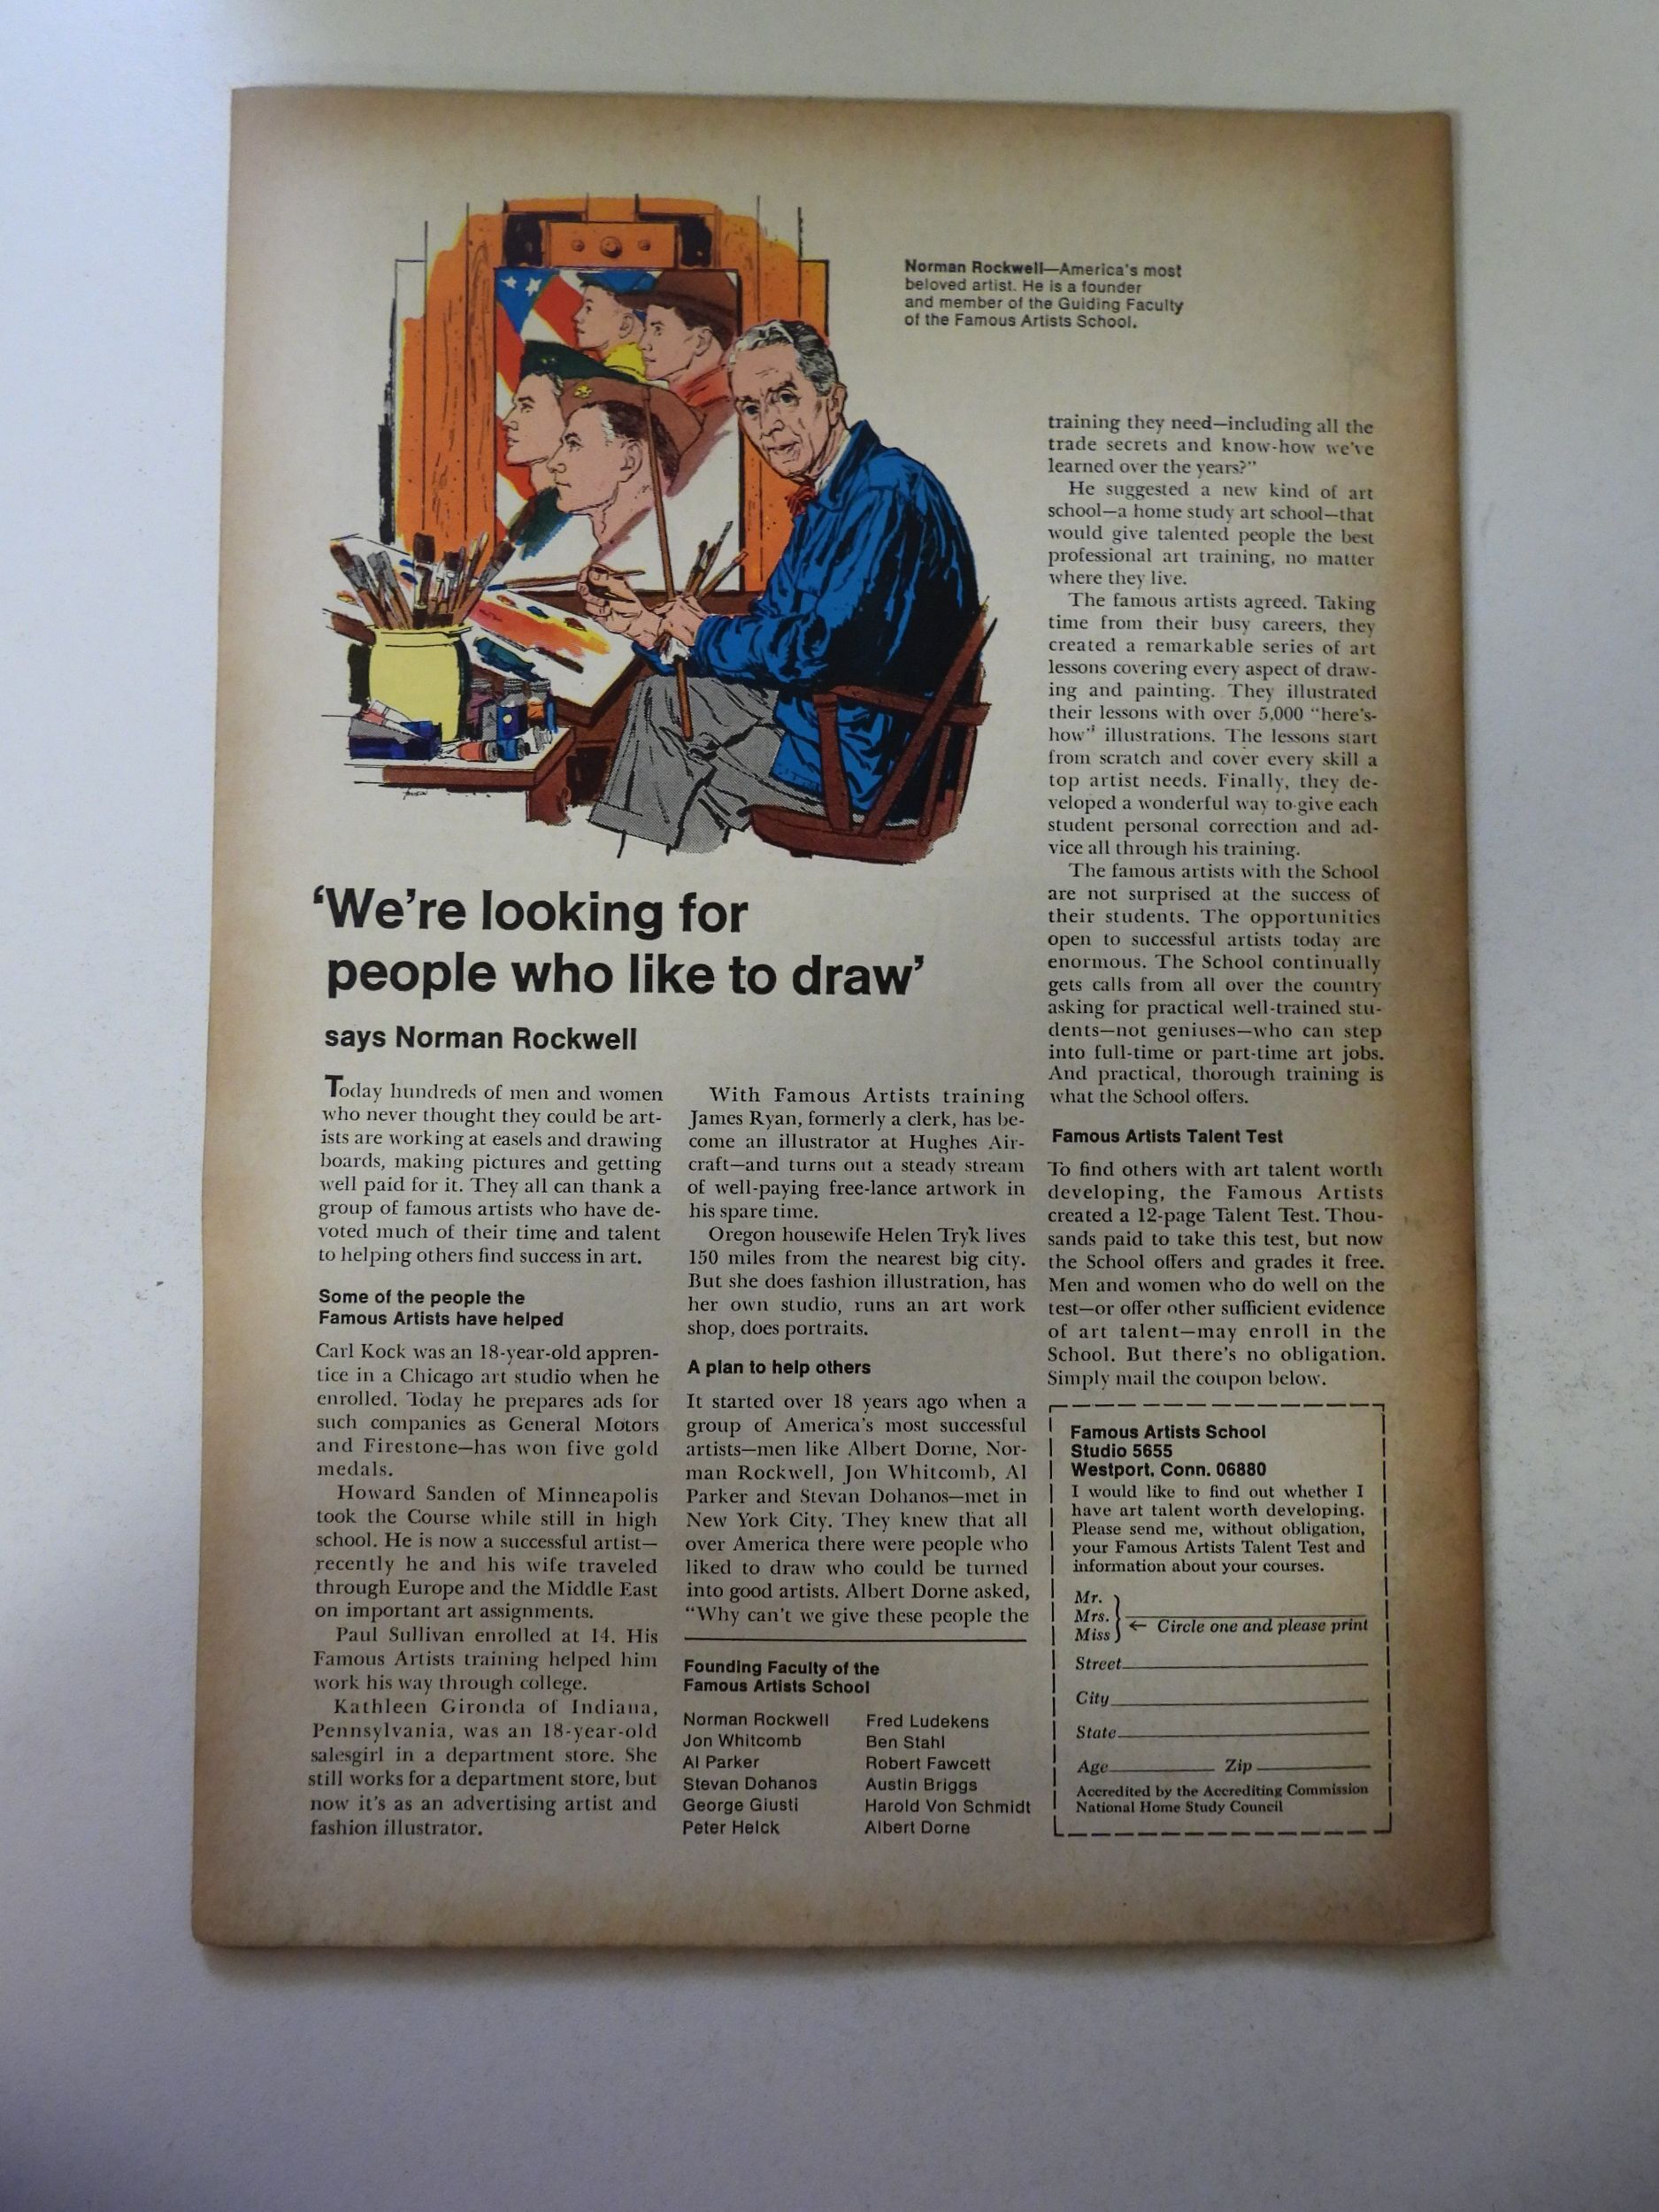 Norman Rockwell—America's most
beloved artist. He is a founder
and member of the Guiding Faculty
of the Famous Artists School.
‘We're looking for
people who like to draw’
says Norman Rockwell
Today hundreds of men and women
who never thought they could be art-
ists are working at easels and drawing
boards, making pictures and getting
well paid for it. They all can thank a
group of famous artists who have de-
voted much of their time and talent
to helping others find success in art.
Some of the people the
Famous Artists have helped
Carl Kock was an 18-year-old appren-
tice in a Chicago art studio when he
enrolled. Today he prepares ads for
such companies as General Motors
and Firestone—has won five gold
medals.
Howard Sanden of Minneapolis
took the Course while still in high
school. He is now a successful artist—
recently he and his wife traveled
through Europe and the Middle East
on important art assignments.
Paul Sullivan enrolled at 14. His
Famous Artists training helped him
work his way through college.
Kathleen Gironda of Indiana,
Pennsylvania, was an 18-year-old
salesgirl in a department store. She
still works for a department store, but
now it's as an advertising artist and
fashion illustrator.
With Famous Artists training
James Ryan, formerly a clerk, has be-
come an illustrator at Hughes Air-
craft—and turns out a steady stream
of well-paying free-lance artwork in
his spare time.
Oregon housewife Helen Tryk lives
150 miles from the nearest big city.
But she does fashion illustration, has
her own studio, runs an art work
shop, does portraits.
A plan to help others
It started over 18 years ago when a
group of America's most successful
artists—men like Albert Dorne, Nor-
man Rockwell, Jon Whitcomb, Al
Parker and Stevan Dohanos—met in
New York City. They knew that all
over America there were people who
liked to draw who could be turned
into good artists. Albert Dorne asked,
“Why can't we give these people the
training they need—including all the
trade secrets and know-how we've
learned over the years?”
He suggested a new kind of art
school—a home study art school—that
would give talented people the best
professional art training, no matter
where they live.
The famous artists agreed. Taking
time from their busy careers, they
created a remarkable series of art
lessons covering every aspect of draw-
ing and painting. They illustrated
their lessons with over 5,000 “here's-
how” illustrations. The lessons start
from scratch and cover every skill a
top artist needs. Finally, they de-
veloped a wonderful way to give each
student personal correction and ad-
vice all through his training.
The famous artists with the School
are not surprised at the success of
their students. The opportunities
open to successful artists today are
enormous. The School continually
gets calls from all over the country
asking for practical well-trained stu-
dents—not geniuses—who can step
into full-time or part-time art jobs.
And practical, thorough training is
what the School offers.
Famous Artists Talent Test
To find others with art talent worth
developing, the Famous Artists
created a 12-page Talent Test. Thou-
sands paid to take this test, but now
the School offers and grades it free.
Men and women who do well on the
test—or offer other sufficient evidence
of art talent—may enroll in the
School. But there's no obligation.
Simply mail the coupon below.
Founding Faculty of the
Famous Artists School
Norman Rockwell
Jon Whitcomb
Al Parker
Stevan Dohanos
George Giusti
Peter Helck
Fred Ludekens
Ben Stahl
Robert Fawcett
Austin Briggs
Harold Von Schmidt
Albert Dorne
Famous Artists School
Studio 5655
Westport, Conn. 06880
I would like to find out whether I
have art talent worth developing.
Please send me, without obligation,
your Famous Artists Talent Test and
information about your courses.
Mr.
Mrs.
Miss
← Circle one and please print
Street
City
State
Age Zip
Accredited by the Accrediting Commission
National Home Study Council